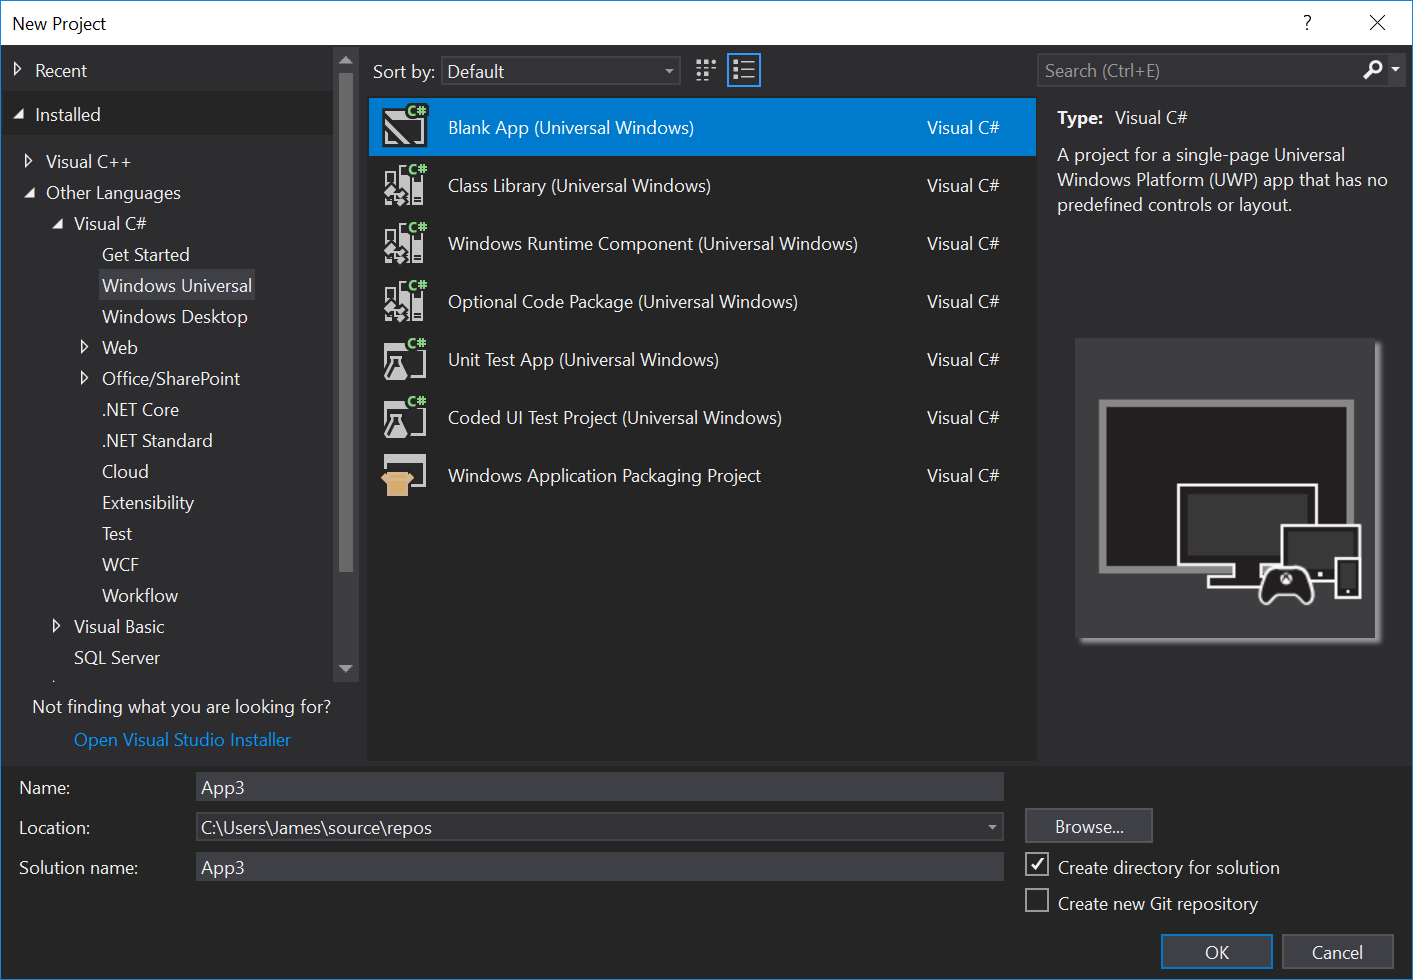 New Project
?
Recent
Installed
Visual C++
Other Languages
Visual C#
Get Started
Windows Universal
Windows Desktop
Web
Office/SharePoint
.NET Core
.NET Standard
Cloud
Extensibility
Test
WCF
Workflow
Visual Basic
SQL Server
Not finding what you are looking for?
Open Visual Studio Installer
Sort by: Default
C# Blank App (Universal Windows) Visual C#
C# Class Library (Universal Windows) Visual C#
C# Windows Runtime Component (Universal Windows) Visual C#
C# Optional Code Package (Universal Windows) Visual C#
C# Unit Test App (Universal Windows) Visual C#
C# Coded UI Test Project (Universal Windows) Visual C#
Windows Application Packaging Project Visual C#
Search (Ctrl+E)
Type: Visual C#
A project for a single-page Universal
Windows Platform (UWP) app that has no
predefined controls or layout.
Name: App3
Location: C:\Users\James\source\repos
Browse...
Solution name: App3
Create directory for solution
Create new Git repository
OK
Cancel